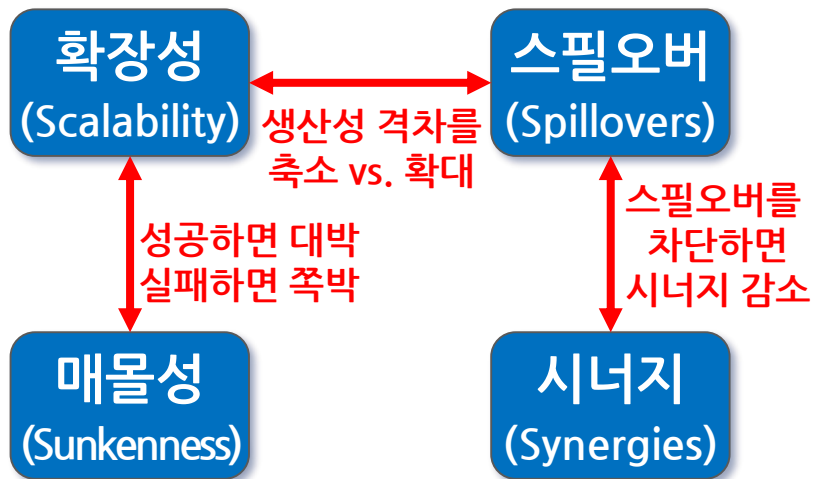 확장성
(Scalability)
스필오버
(Spillovers)
생산성 격차를
축소 vs. 확대
성공하면 대박
실패하면 쪽박
스필오버를
차단하면
시너지 감소
매몰성
(Sunkenness)
시너지
(Synergies)